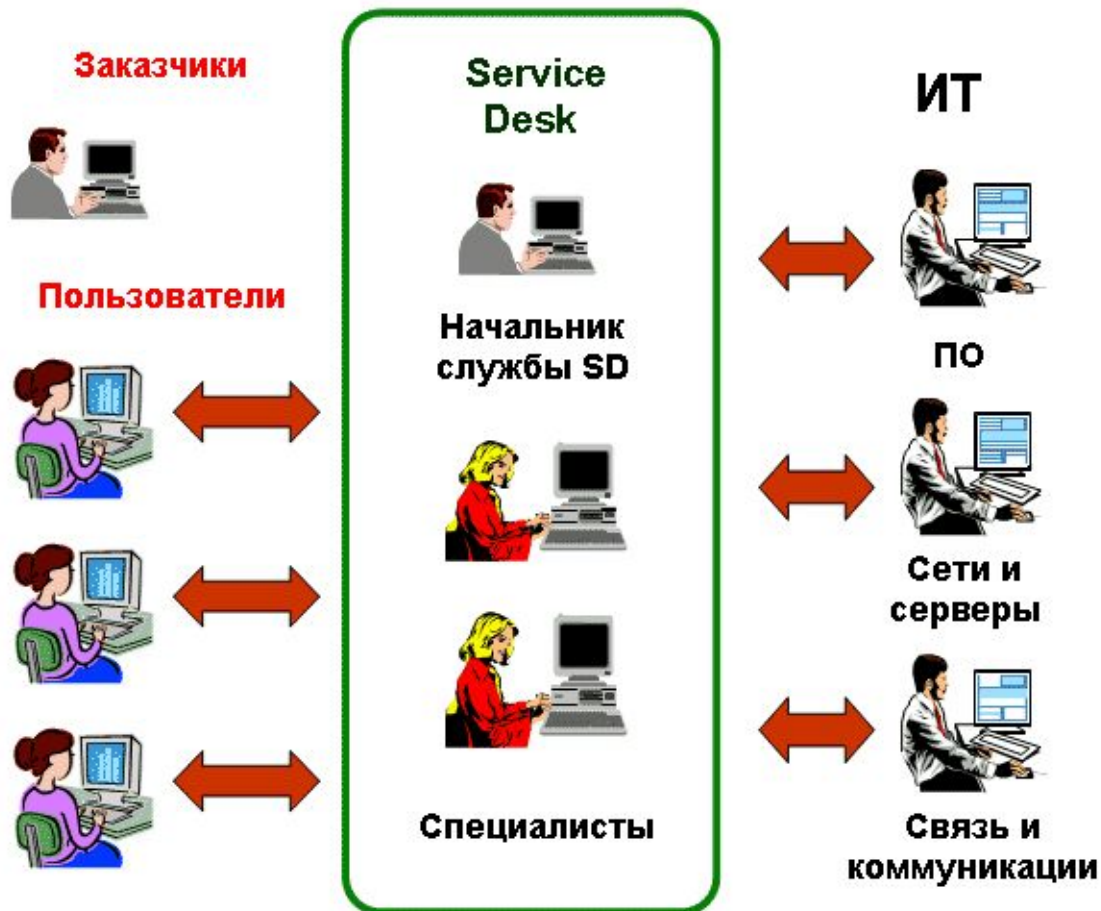 Заказчики
Пользователи
Service
Desk
Начальник
службы SD
Специалисты
ИТ
ПО
Сети и
серверы
Связь и
коммуникации